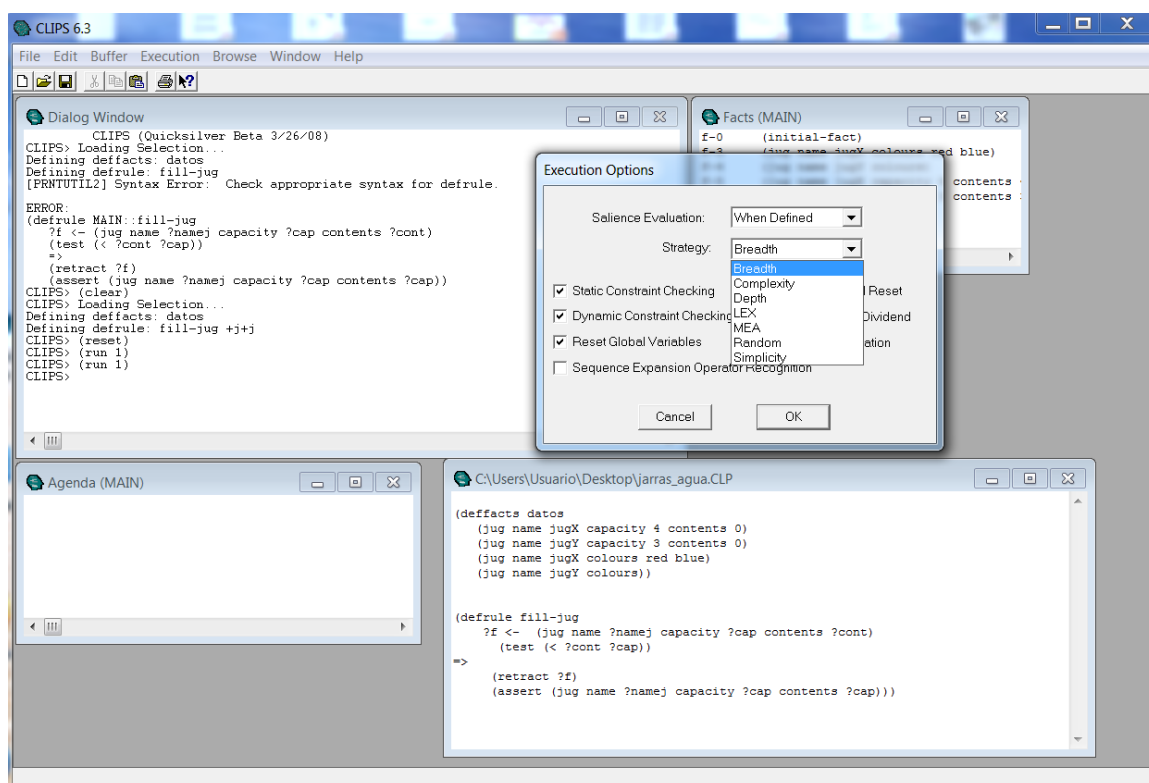 CLIPS 6.3
File Edit Buffer Execution Browse Window Help
Dialog Window
CLIPS (Quicksilver Beta 3/26/08)
CLIPS> Loading Selection...
Defining deffacts: datos
Defining defrule: fill-jug
[PRNTUTIL2] Syntax Error: Check appropriate syntax for defrule.
ERROR:
(defrule MAIN::fill-jug
?f <- (jug name ?namej capacity ?cap contents ?cont)
(test (< ?cont ?cap))
=>
(retract ?f)
(assert (jug name ?namej capacity ?cap contents ?cap))
CLIPS> (clear)
CLIPS> Loading Selection...
Defining deffacts: datos
Defining defrule: fill-jug +j+j
CLIPS> (reset)
CLIPS> (run 1)
CLIPS> (run 1)
CLIPS>
Facts (MAIN)
f-0 (initial-fact)
f-3 (jug name jugX colours red blue)
contents
contents
Execution Options
Salience Evaluation: When Defined
Strategy: Breadth
Breadth
Complexity
Depth
LEX
MEA
Random
Simplicity
Static Constraint Checking
Reset
Dynamic Constraint Checking
Dividend
Reset Global Variables
ation
Sequence Expansion Operator Recognition
Cancel OK
Agenda (MAIN)
C:\Users\Usuario\Desktop\jarras_agua.CLP
(deffacts datos
(jug name jugX capacity 4 contents 0)
(jug name jugY capacity 3 contents 0)
(jug name jugX colours red blue)
(jug name jugY colours))
(defrule fill-jug
?f <- (jug name ?namej capacity ?cap contents ?cont)
(test (< ?cont ?cap))
=>
(retract ?f)
(assert (jug name ?namej capacity ?cap contents ?cap)))